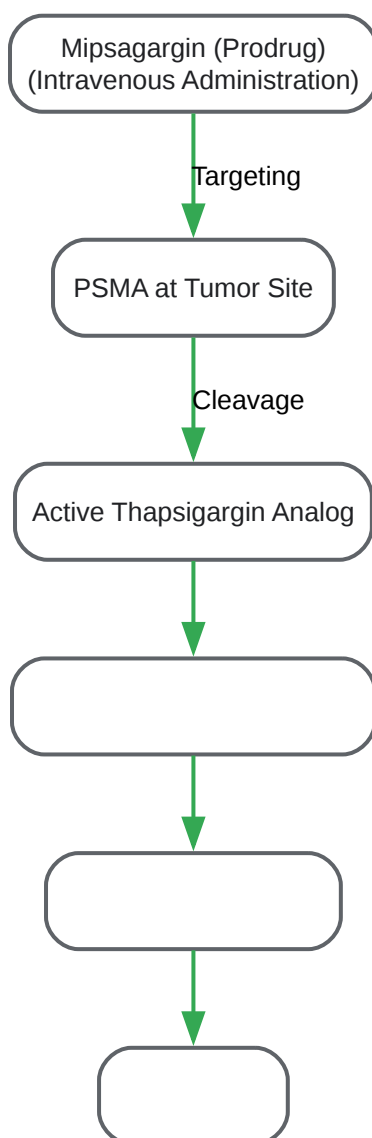 Mipsagargin (Prodrug)
(Intravenous Administration)
Targeting
PSMA at Tumor Site
Cleavage
Active Thapsigargin Analog